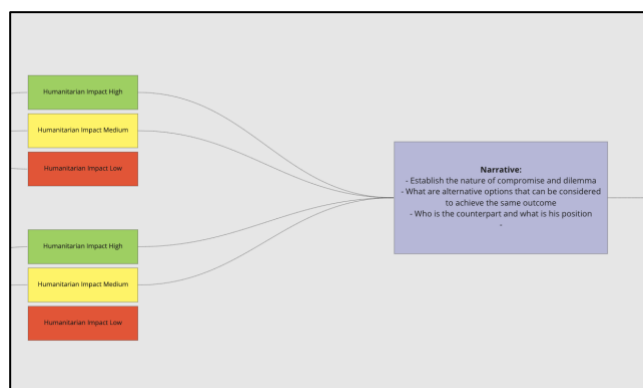 Humanitarian Impact High
Humanitarian Impact Medium
Humanitarian Impact Low
Humanitarian Impact High
Humanitarian Impact Medium
Humanitarian Impact Low
Narrative:
- Establish the nature of compromise and dilemma
- What are alternative options that can be considered
to achieve the same outcome
- Who is the counterpart and what is his position
-